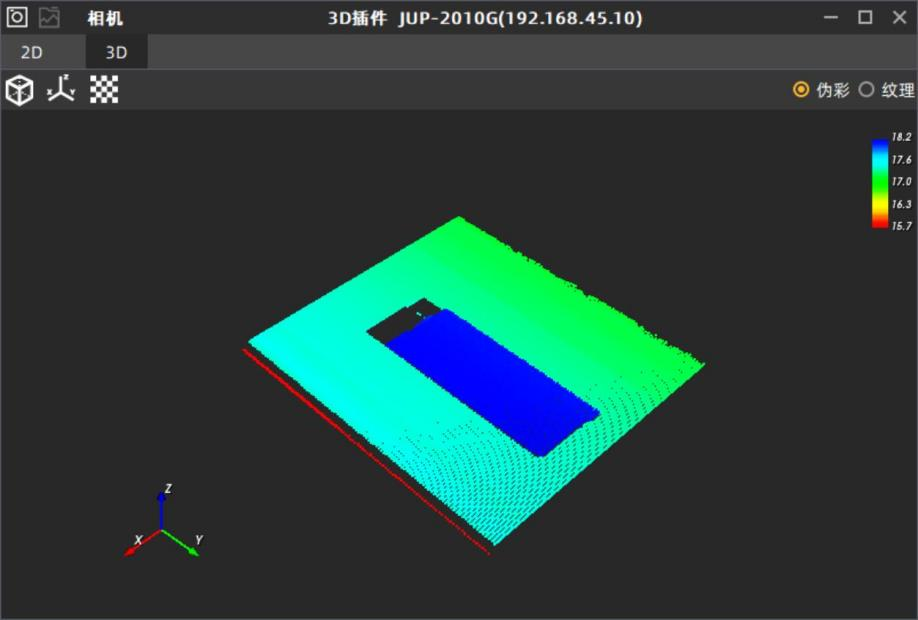 相机
3D插件 JUP-2010G(192.168.45.10)
2D 3D
伪彩 纹理
18.2
17.6
17.0
16.3
15.7
Z
X
Y
Z
X
Y